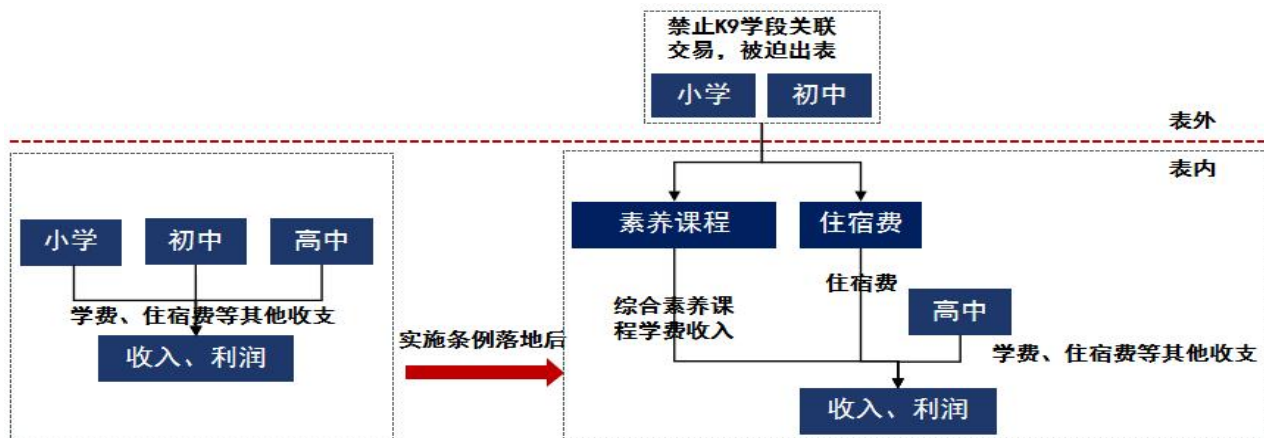 禁止K9学段关联
交易，被迫出表
小学
初中
表外
表内
小学
初中
高中
学费、住宿费等其他收支
收入、利润
实施条例落地后
素养课程
住宿费
综合素养课
程学费收入
住宿费
高中
学费、住宿费等其他收支
收入、利润